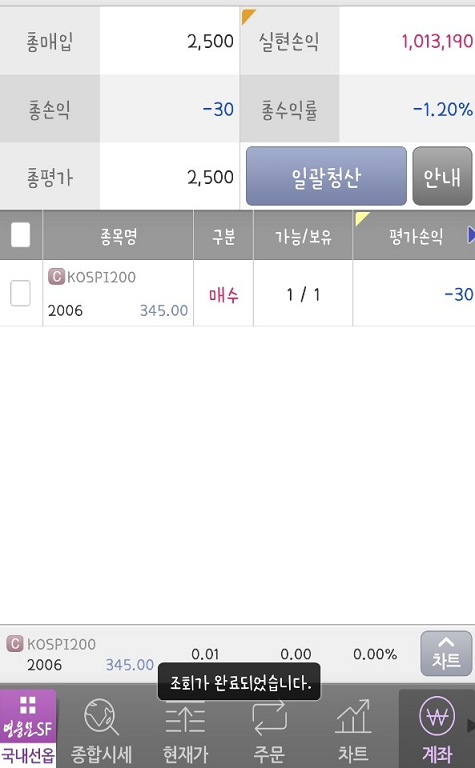 총매입 2,500 실현손익 1,013,190
총손익 -30 총수익률 -1.20%
총평가 2,500 일괄청산 안내
종목명 구분 가능/보유 평가손익
C KOSPI200
2006 345.00 매수 1 / 1 -30
C KOSPI200
2006 345.00 0.01 0.00 0.00% 차트
조회가 완료되었습니다.
영웅문SF
국내선옵 종합시세 현재가 주문 차트 계좌